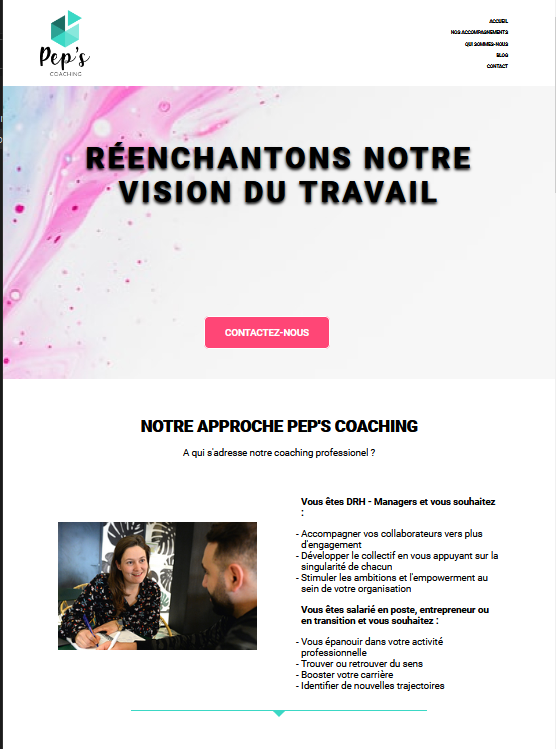 Pep's
COACHING
ACCUEIL
NOS ACCOMPAGNEMENTS
QUI SOMMES-NOUS
BLOG
CONTACT
RÉENCHANTONS NOTRE
VISION DU TRAVAIL
CONTACTEZ-NOUS
NOTRE APPROCHE PEP'S COACHING
A qui s'adresse notre coaching professionel ?
Vous êtes DRH - Managers et vous souhaitez
:
- Accompagner vos collaborateurs vers plus
d'engagement
- Développer le collectif en vous appuyant sur la
singularité de chacun
- Stimuler les ambitions et l'empowerment au
sein de votre organisation
Vous êtes salarié en poste, entrepreneur ou
en transition et vous souhaitez :
- Vous épanouir dans votre activité
professionnelle
- Trouver ou retrouver du sens
- Booster votre carrière
- Identifier de nouvelles trajectoires